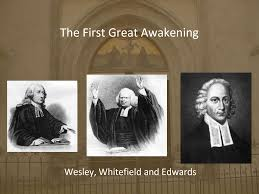 The First Great Awakening
Wesley, Whitefield and Edwards